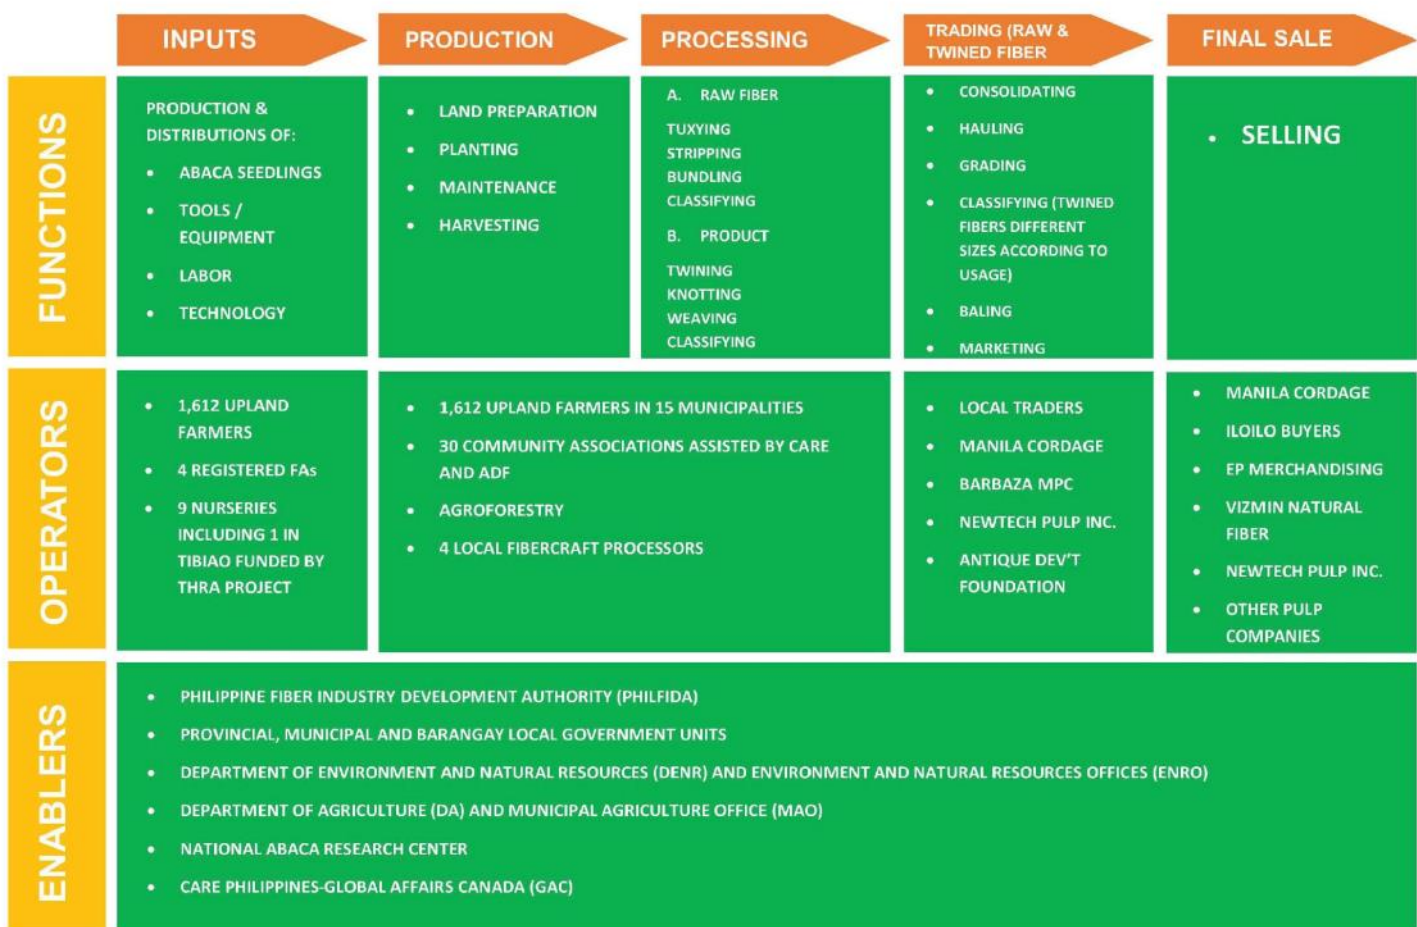 INPUTS
PRODUCTION
PROCESSING
TRADING (RAW &
TWINED FIBER
FINAL SALE
FUNCTIONS
PRODUCTION &
DISTRIBUTIONS OF:
• ABACA SEEDLINGS
• TOOLS /
EQUIPMENT
• LABOR
• TECHNOLOGY
• LAND PREPARATION
• PLANTING
• MAINTENANCE
• HARVESTING
A. RAW FIBER
TUXYING
STRIPPING
BUNDLING
CLASSIFYING
B. PRODUCT
TWINING
KNOTTING
WEAVING
CLASSIFYING
• CONSOLIDATING
• HAULING
• GRADING
• CLASSIFYING (TWINED
FIBERS DIFFERENT
SIZES ACCORDING TO
USAGE)
• BALING
• MARKETING
• SELLING
OPERATORS
• 1,612 UPLAND
FARMERS
• 4 REGISTERED FAs
• 9 NURSERIES
INCLUDING 1 IN
TIBIAO FUNDED BY
THRA PROJECT
• 1,612 UPLAND FARMERS IN 15 MUNICIPALITIES
• 30 COMMUNITY ASSOCIATIONS ASSISTED BY CARE
AND ADF
• AGROFORESTRY
• 4 LOCAL FIBERCRAFT PROCESSORS
• LOCAL TRADERS
• MANILA CORDAGE
• BARBAZA MPC
• NEWTECH PULP INC.
• ANTIQUE DEV'T
FOUNDATION
• MANILA CORDAGE
• ILOILO BUYERS
• EP MERCHANDISING
• VIZMIN NATURAL
FIBER
• NEWTECH PULP INC.
• OTHER PULP
COMPANIES
ENABLERS
• PHILIPPINE FIBER INDUSTRY DEVELOPMENT AUTHORITY (PHILFIDA)
• PROVINCIAL, MUNICIPAL AND BARANGAY LOCAL GOVERNMENT UNITS
• DEPARTMENT OF ENVIRONMENT AND NATURAL RESOURCES (DENR) AND ENVIRONMENT AND NATURAL RESOURCES OFFICES (ENRO)
• DEPARTMENT OF AGRICULTURE (DA) AND MUNICIPAL AGRICULTURE OFFICE (MAO)
• NATIONAL ABACA RESEARCH CENTER
• CARE PHILIPPINES-GLOBAL AFFAIRS CANADA (GAC)